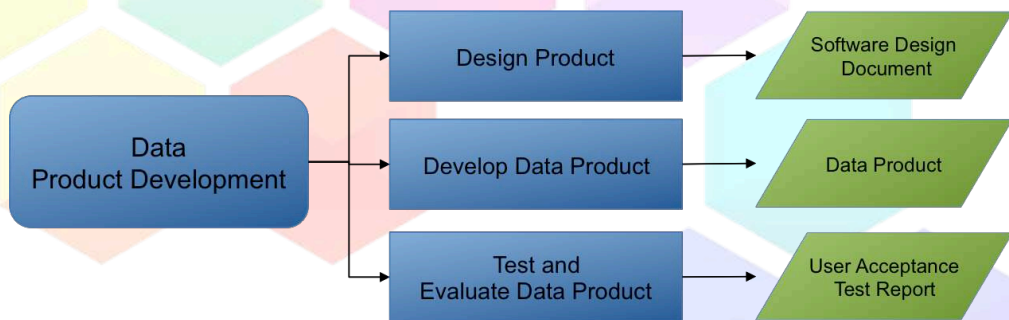 Data
Product Development
Design Product
Software Design
Document
Develop Data Product
Data Product
Test and
Evaluate Data Product
User Acceptance
Test Report